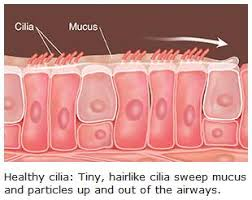 Cilia Mucus
Healthy cilia: Tiny, hairlike cilia sweep mucus
and particles up and out of the airways.